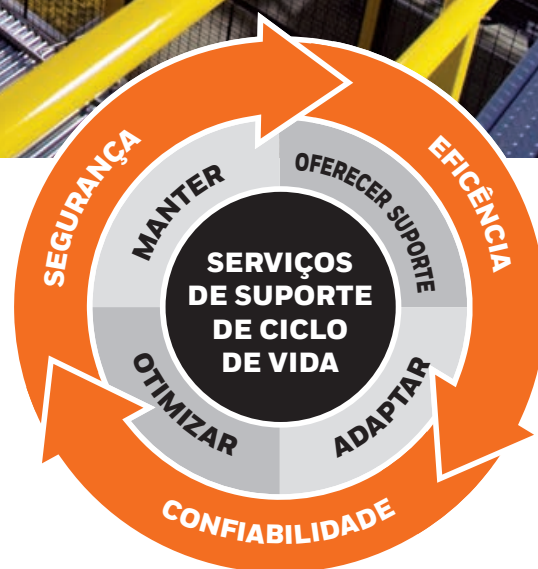 SEGURANÇA
EFICÊNCIA
CONFIABILIDADE
MANTER
OFERECER SUPORTE
ADAPTAR
OTIMIZAR
SERVIÇOS
DE SUPORTE
DE CICLO
DE VIDA